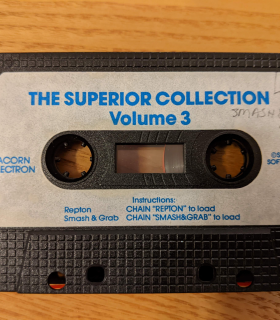 THE SUPERIOR COLLECTION
Volume 3
ACORN
ECTRON
Instructions:
Repton CHAIN "REPTON" to load
Smash & Grab CHAIN "SMASH&GRAB" to load